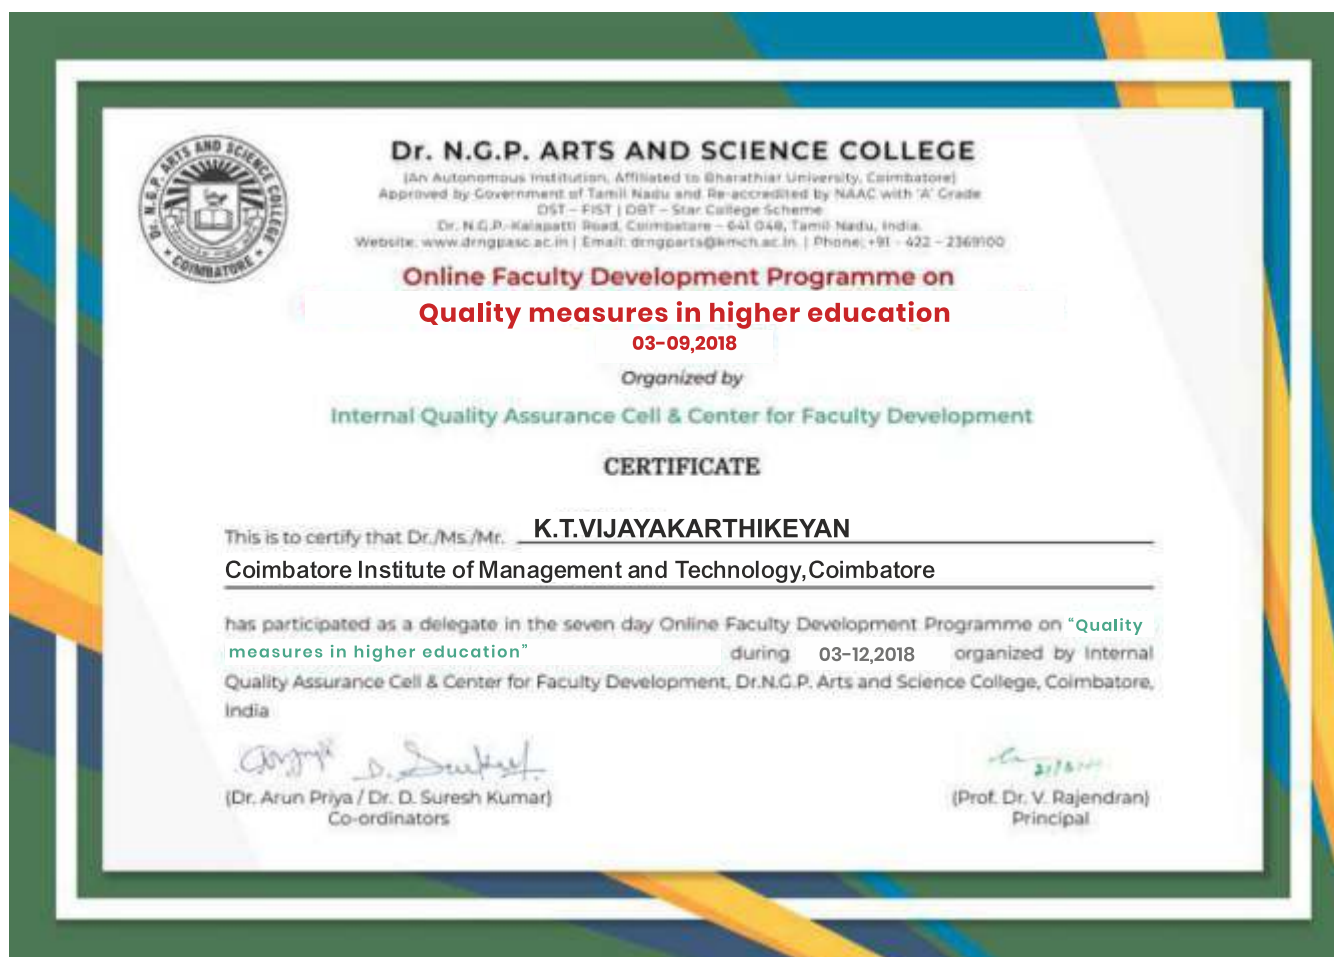 Dr. N.G.P. ARTS AND SCIENCE COLLEGE
COIMBATORE
Dr. N.G.P. ARTS AND SCIENCE COLLEGE
(An Autonomous Institution, Affiliated to Bharathiar University, Coimbatore)
Approved by Government of Tamil Nadu and Re-accredited by NAAC with 'A' Grade
DST – FIST | DBT – Star College Scheme
Dr. N.G.P.-Kalapatti Road, Coimbatore – 641 048, Tamil Nadu, India.
Website: www.drngpasc.ac.in | Email: drngparts@kmch.ac.in | Phone: +91 - 422 - 2369100
Online Faculty Development Programme on
Quality measures in higher education
03-09,2018
Organized by
Internal Quality Assurance Cell & Center for Faculty Development
CERTIFICATE
This is to certify that Dr./Ms./Mr. K.T.VIJAYAKARTHIKEYAN
Coimbatore Institute of Management and Technology,Coimbatore
has participated as a delegate in the seven day Online Faculty Development Programme on “Quality
measures in higher education” during 03-12,2018 organized by Internal
Quality Assurance Cell & Center for Faculty Development, Dr.N.G.P. Arts and Science College, Coimbatore,
India
(Dr. Arun Priya / Dr. D. Suresh Kumar)
Co-ordinators
(Prof. Dr. V. Rajendran)
Principal